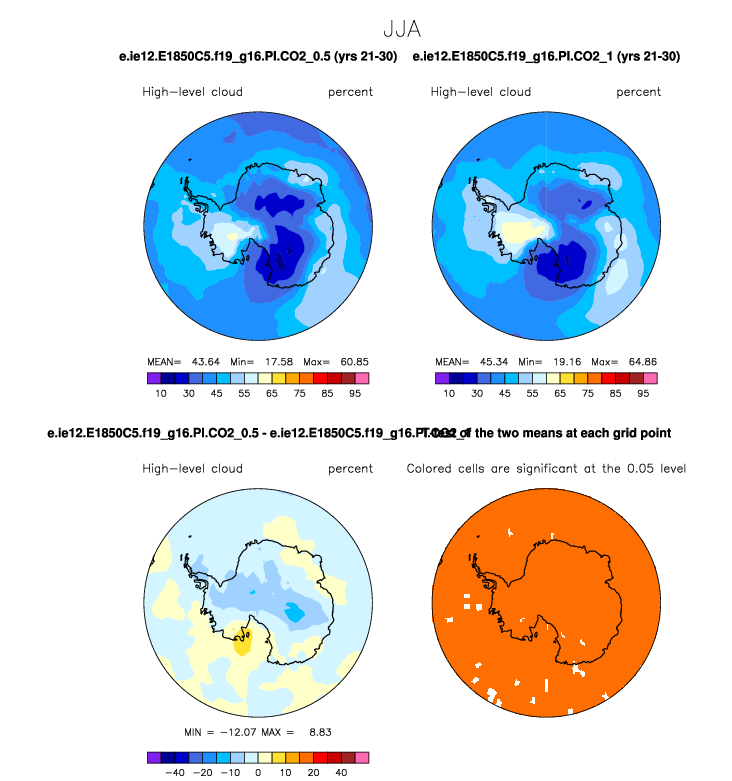 JJA
e.ie12.E1850C5.f19_g16.PI.CO2_0.5 (yrs 21-30) e.ie12.E1850C5.f19_g16.PI.CO2_1 (yrs 21-30)
High-level cloud percent High-level cloud percent
MEAN= 43.64 Min= 17.58 Max= 60.85 MEAN= 45.34 Min= 19.16 Max= 64.86
10 30 45 55 65 75 85 95 10 30 45 55 65 75 85 95
e.ie12.E1850C5.f19_g16.PI.CO2_0.5 - e.ie12.E1850C5.f19_g16.PI.CO2_1 T-Test of the two means at each grid point
High-level cloud percent Colored cells are significant at the 0.05 level
MIN = -12.07 MAX = 8.83
-40 -20 -10 0 10 20 40